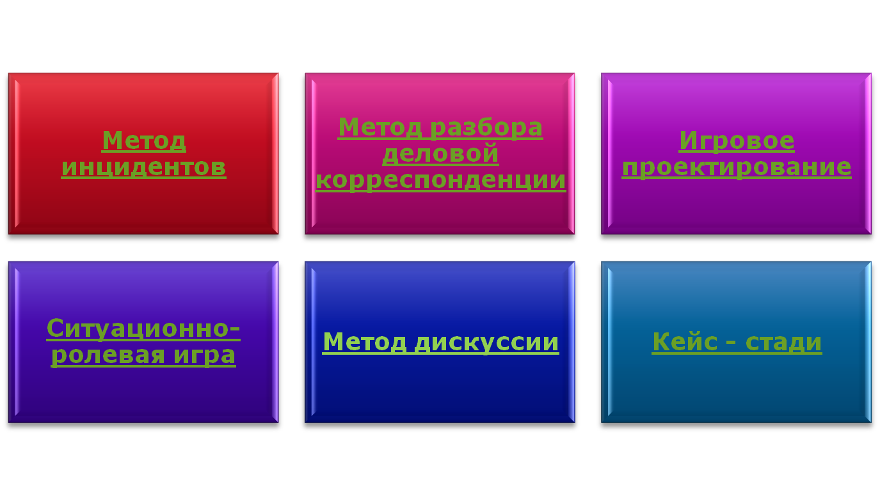 Метод
инцидентов
Метод разбора
деловой
корреспонденции
Игровое
проектирование
Ситуационно-
ролевая игра
Метод дискуссии
Кейс - стади